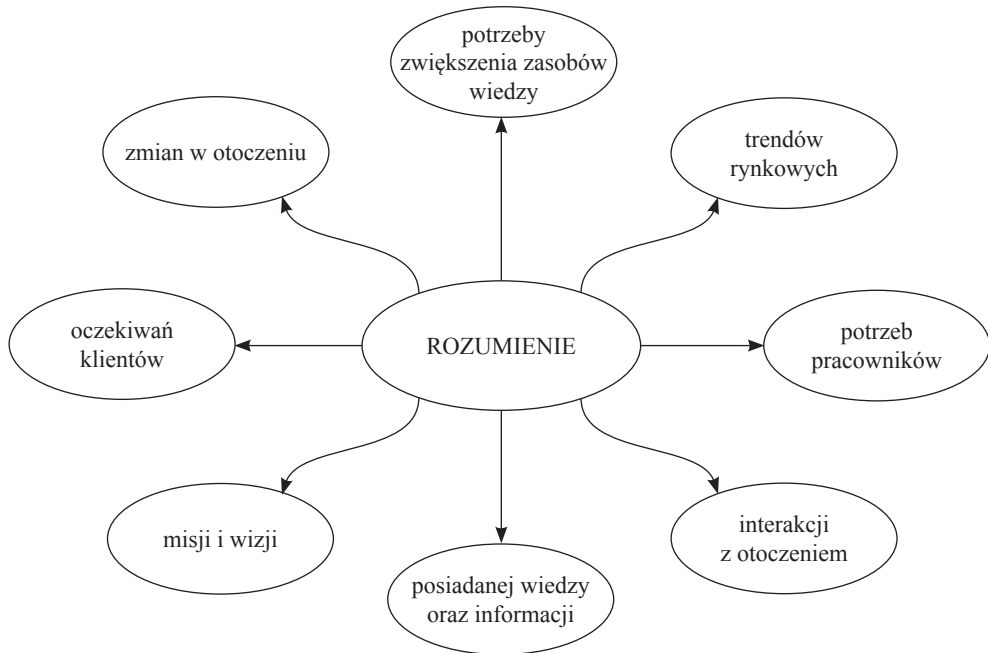 potrzeby
zwiększenia zasobów
wiedzy
zmian w otoczeniu
trendów
rynkowych
oczekiwań
klientów
ROZUMIENIE
potrzeb
pracowników
misji i wizji
interakcji
z otoczeniem
posiadanej wiedzy
oraz informacji